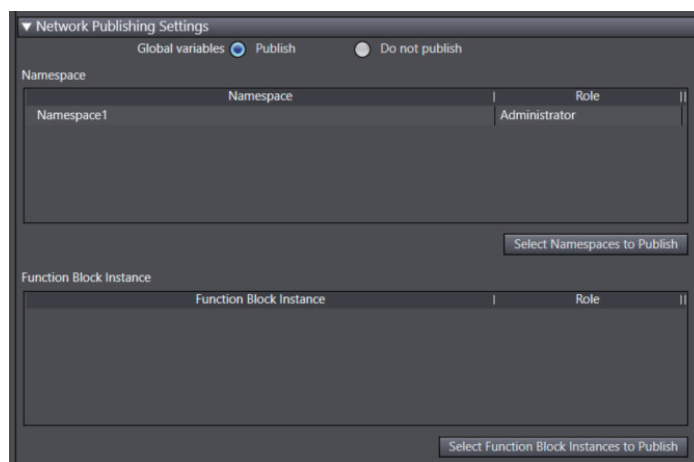 Network Publishing Settings
Global variables Publish Do not publish
Namespace
Namespace Role
Namespace1 Administrator
Select Namespaces to Publish
Function Block Instance
Function Block Instance Role
Select Function Block Instances to Publish